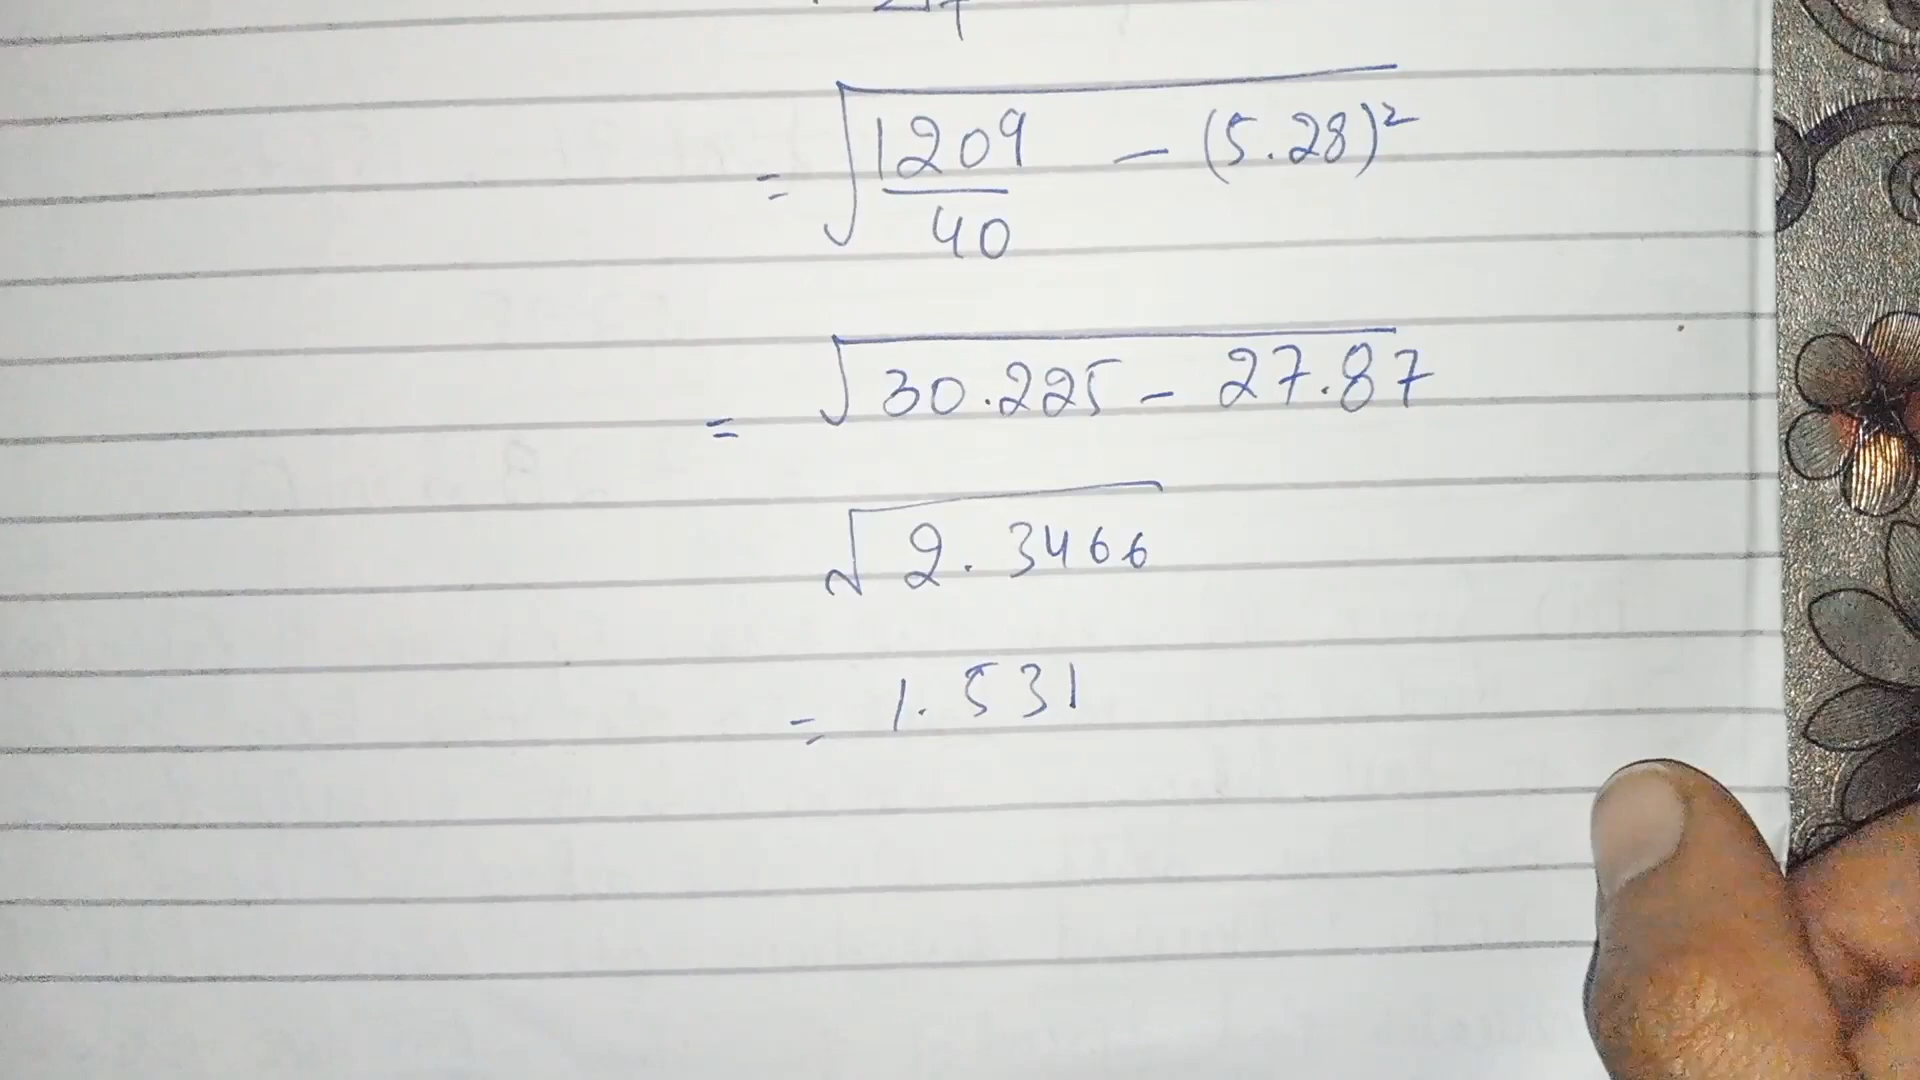 = √1209/40 - (5.28)²
= √30.225 - 27.87
√2.3466
= 1.531